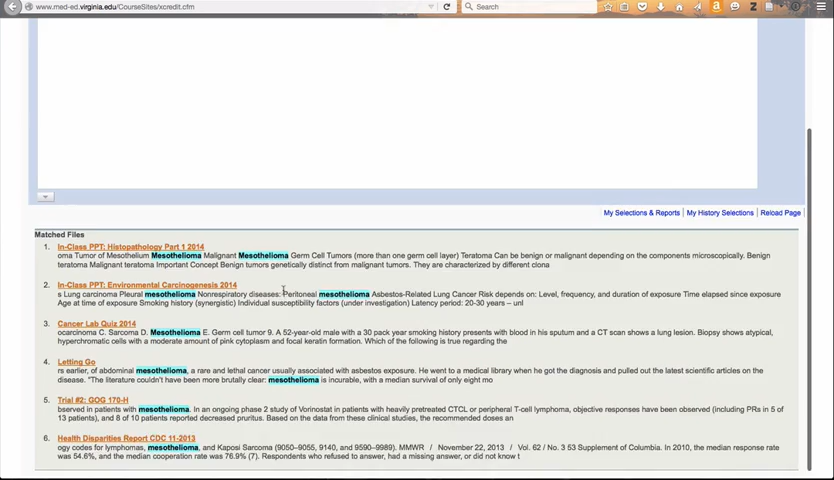 www.med-ed.virginia.edu/CourseSites/xcredit.cfm
Search
My Selections & Reports | My History Selections | Reload Page
Matched Files
1. In-Class PPT: Histopathology Part 1 2014
oma Tumor of Mesothelium Mesothelioma Malignant Mesothelioma Germ Cell Tumors (more than one germ cell layer) Teratoma Can be benign or malignant depending on the components microscopically. Benign
teratoma Malignant teratoma Important Concept Benign tumors genetically distinct from malignant tumors. They are characterized by different clona
2. In-Class PPT: Environmental Carcinogenesis 2014
s Lung carcinoma Pleural mesothelioma Nonrespiratory diseases: Peritoneal mesothelioma Asbestos-Related Lung Cancer Risk depends on: Level, frequency, and duration of exposure Time elapsed since exposure
Age at time of exposure Smoking history (synergistic) Individual susceptibility factors (under investigation) Latency period: 20-30 years -- unl
3. Cancer Lab Quiz 2014
ocarcinoma C. Sarcoma D. Mesothelioma E. Germ cell tumor 9. A 52-year-old male with a 30 pack year smoking history presents with blood in his sputum and a CT scan shows a lung lesion. Biopsy shows atypical,
hyperchromatic cells with a moderate amount of pink cytoplasm and focal keratin formation. Which of the following is true regarding the
4. Letting Go
rs earlier, of abdominal mesothelioma, a rare and lethal cancer usually associated with asbestos exposure. He went to a medical library when he got the diagnosis and pulled out the latest scientific articles on the
disease. "The literature couldn't have been more brutally clear: mesothelioma is incurable, with a median survival of only eight mo
5. Trial #2: GOG 170-H
bserved in patients with mesothelioma. In an ongoing phase 2 study of Vorinostat in patients with heavily pretreated CTCL or peripheral T-cell lymphoma, objective responses have been observed (including PRs in 5 of
13 patients), and 8 of 10 patients reported decreased pruritus. Based on the data from these clinical studies, the recommended doses an
6. Health Disparities Report CDC 11-2013
ogy codes for lymphomas, mesothelioma, and Kaposi Sarcoma (9050–9055, 9140, and 9590–9989). MMWR / November 22, 2013 / Vol. 62 / No. 3 53 Supplement of Columbia. In 2010, the median response rate
was 54.6%, and the median cooperation rate was 76.9% (7). Respondents who refused to answer, had a missing answer, or did not know t